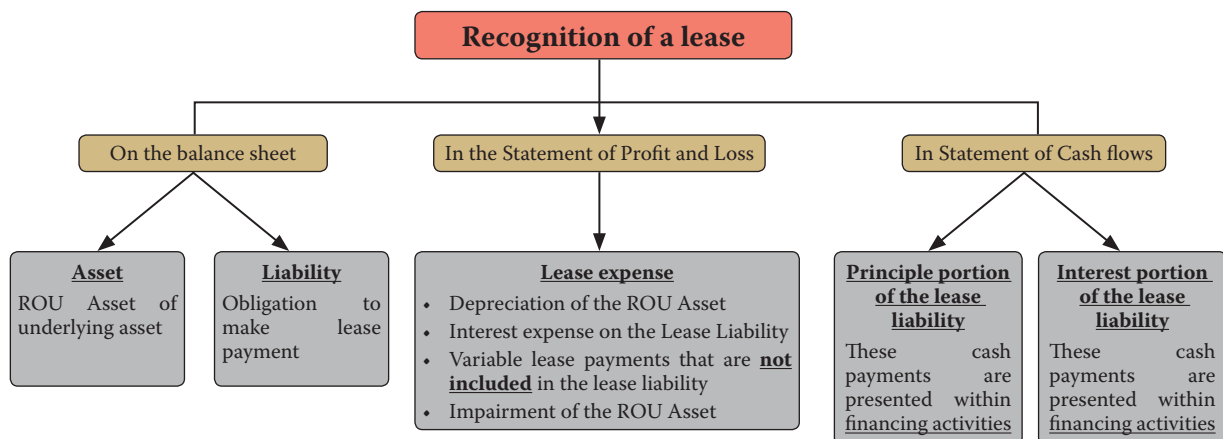 Recognition of a lease
On the balance sheet
In the Statement of Profit and Loss
In Statement of Cash flows
Asset
ROU Asset of
underlying asset
Liability
Obligation to
make lease
payment
Lease expense
• Depreciation of the ROU Asset
• Interest expense on the Lease Liability
• Variable lease payments that are not
included in the lease liability
• Impairment of the ROU Asset
Principle portion
of the lease
liability
These cash
payments are
presented within
financing activities
Interest portion
of the lease
liability
These cash
payments are
presented within
financing activities